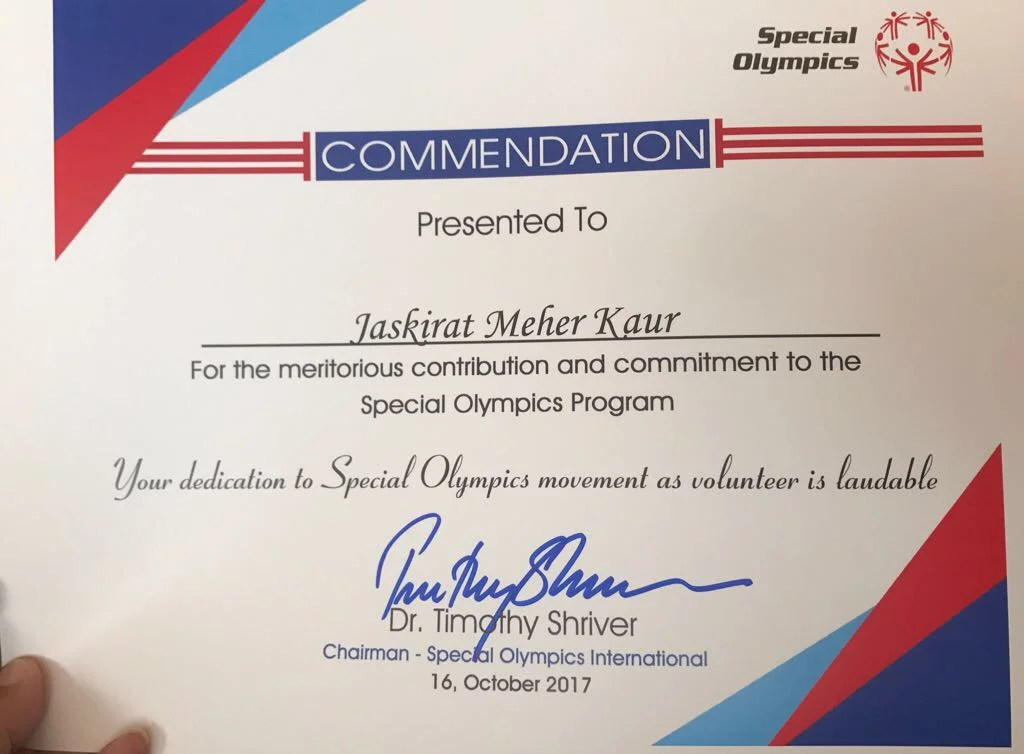 Special
Olympics
COMMENDATION
Presented To
Jaskirat Meher Kaur
For the meritorious contribution and commitment to the
Special Olympics Program
Your dedication to Special Olympics movement as volunteer is laudable
Timothy Shriver
Dr. Timothy Shriver
Chairman - Special Olympics International
16, October 2017